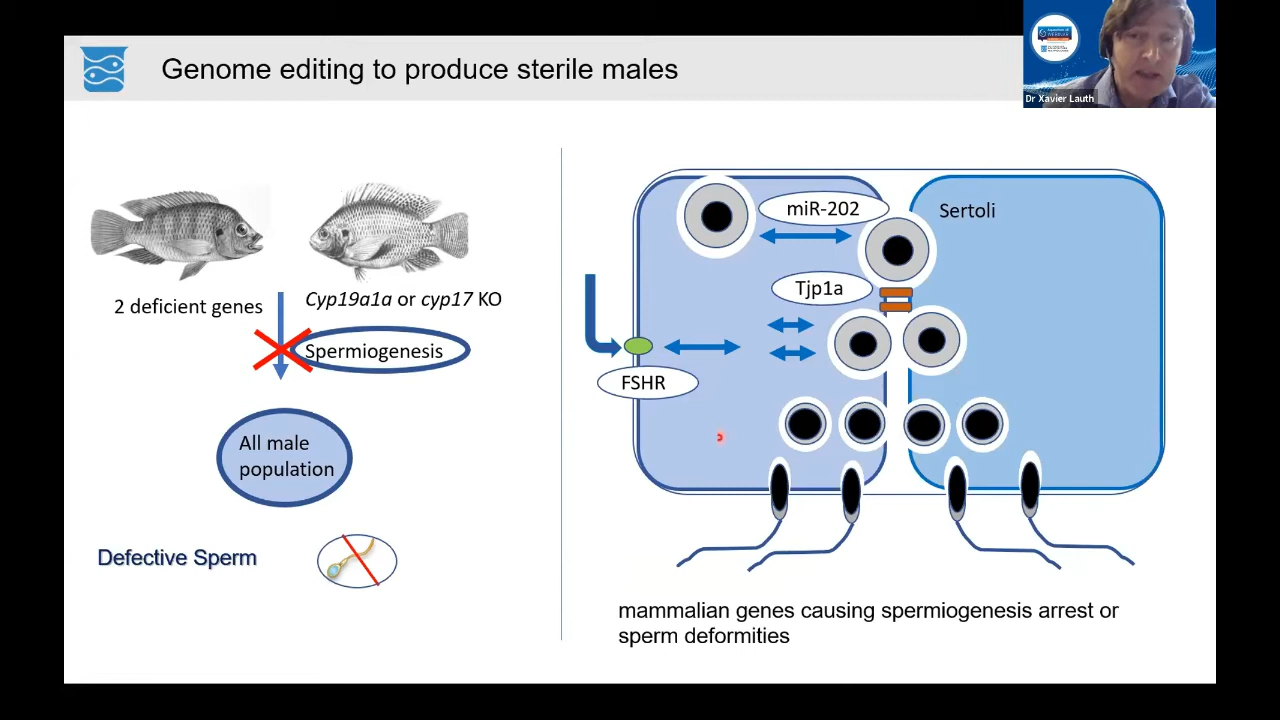 Genome editing to produce sterile males
Dr Xavier Lauth
2 deficient genes
Cyp19a1a or cyp17 KO
Spermiogenesis
All male
population
Defective Sperm
miR-202
Sertoli
Tjp1a
FSHR
mammalian genes causing spermiogenesis arrest or
sperm deformities